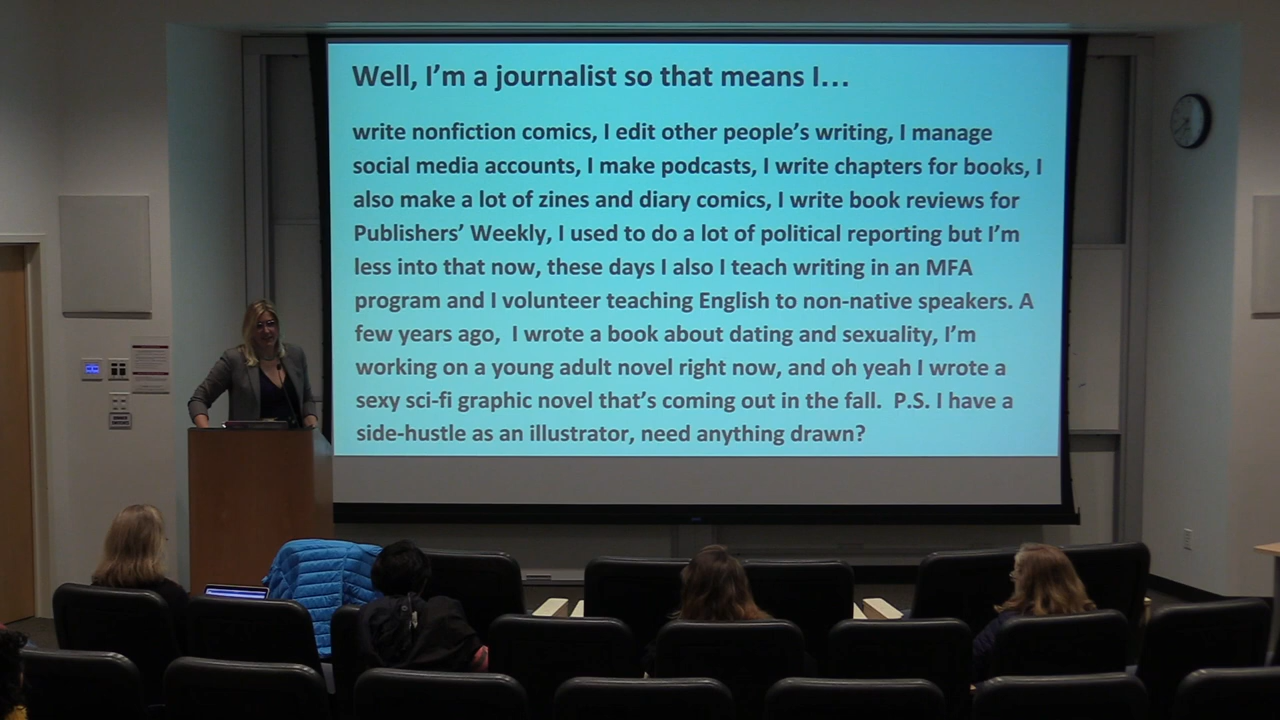 Well, I'm a journalist so that means I...
write nonfiction comics, I edit other people's writing, I manage
social media accounts, I make podcasts, I write chapters for books, I
also make a lot of zines and diary comics, I write book reviews for
Publishers' Weekly, I used to do a lot of political reporting but I'm
less into that now, these days I also I teach writing in an MFA
program and I volunteer teaching English to non-native speakers. A
few years ago, I wrote a book about dating and sexuality, I'm
working on a young adult novel right now, and oh yeah I wrote a
sexy sci-fi graphic novel that's coming out in the fall. P.S. I have a
side-hustle as an illustrator, need anything drawn?